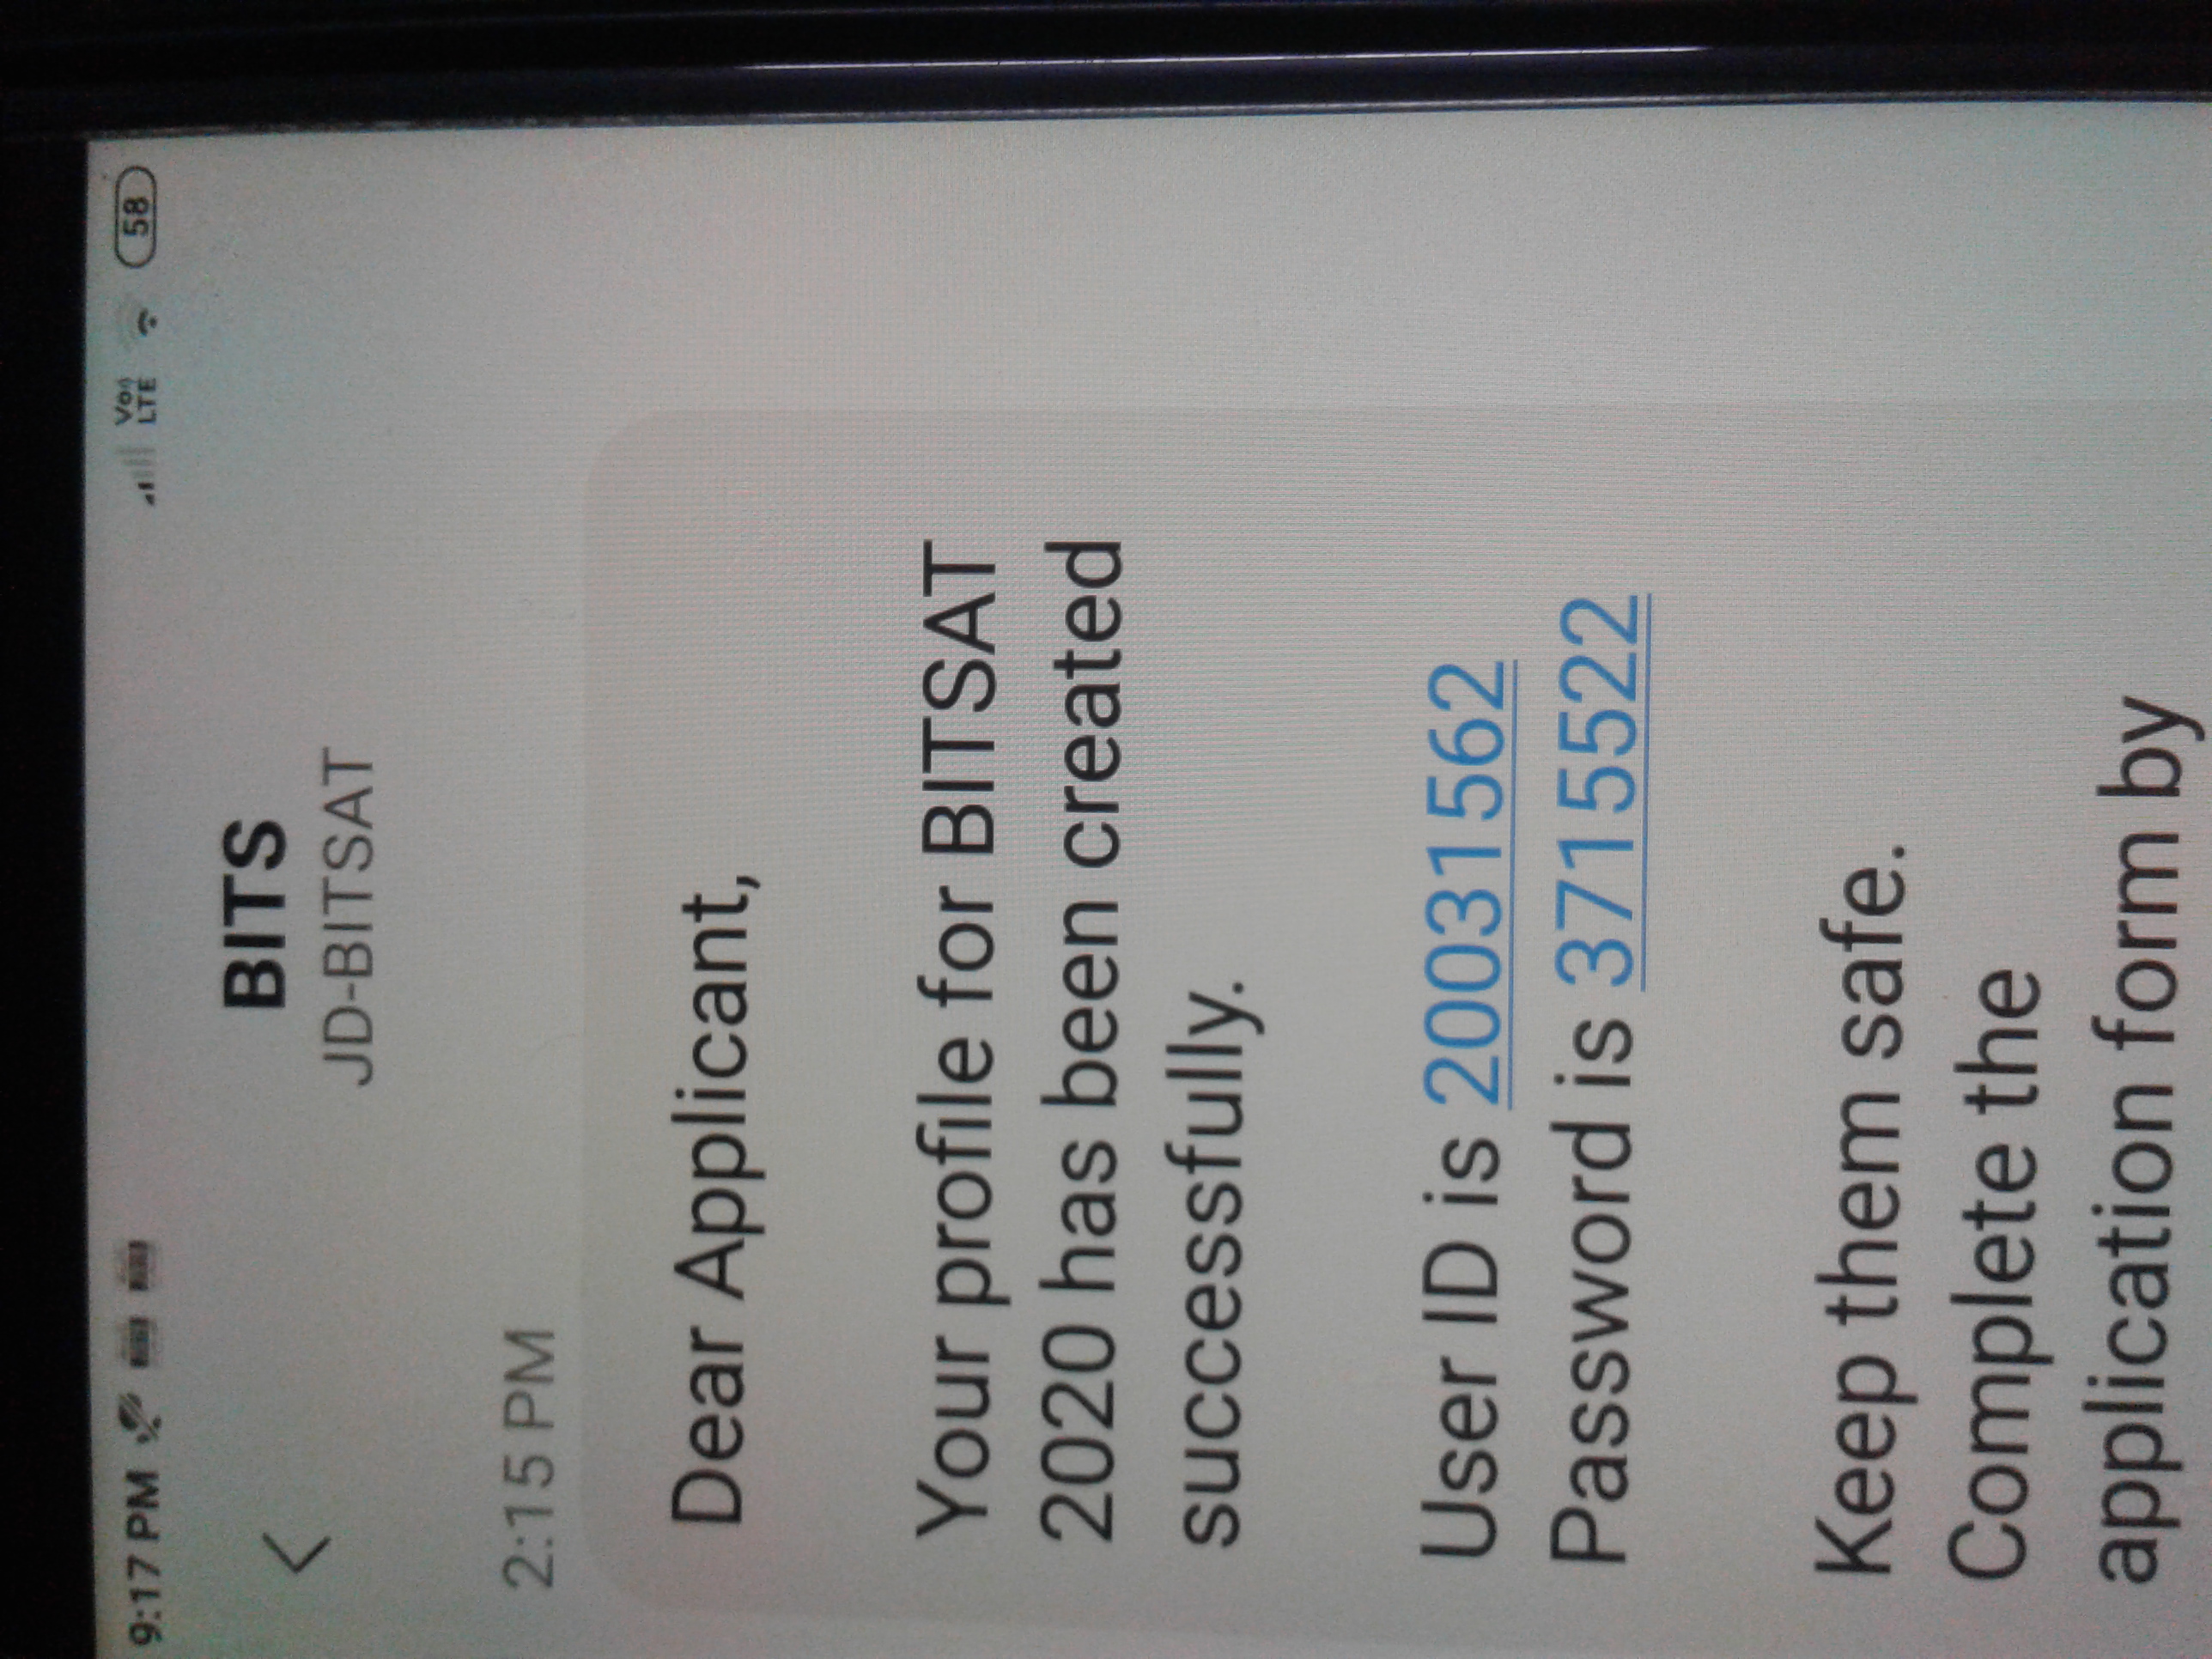 9:17 PM
Vo))
LTE
58
BITS
JD-BITSAT
2:15 PM
Dear Applicant,
Your profile for BITSAT
2020 has been created
successfully.
User ID is 20031562
Password is 3715522
Keep them safe.
Complete the
application form by